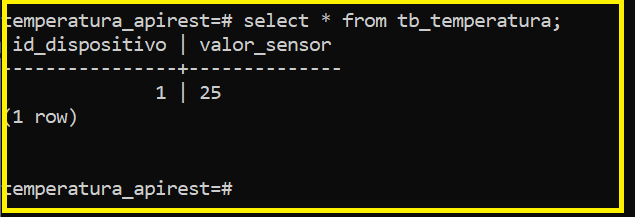 temperatura_apirest=# select * from tb_temperatura;
 id_dispositivo | valor_sensor
----------------+--------------
              1 | 25
(1 row)
temperatura_apirest=#